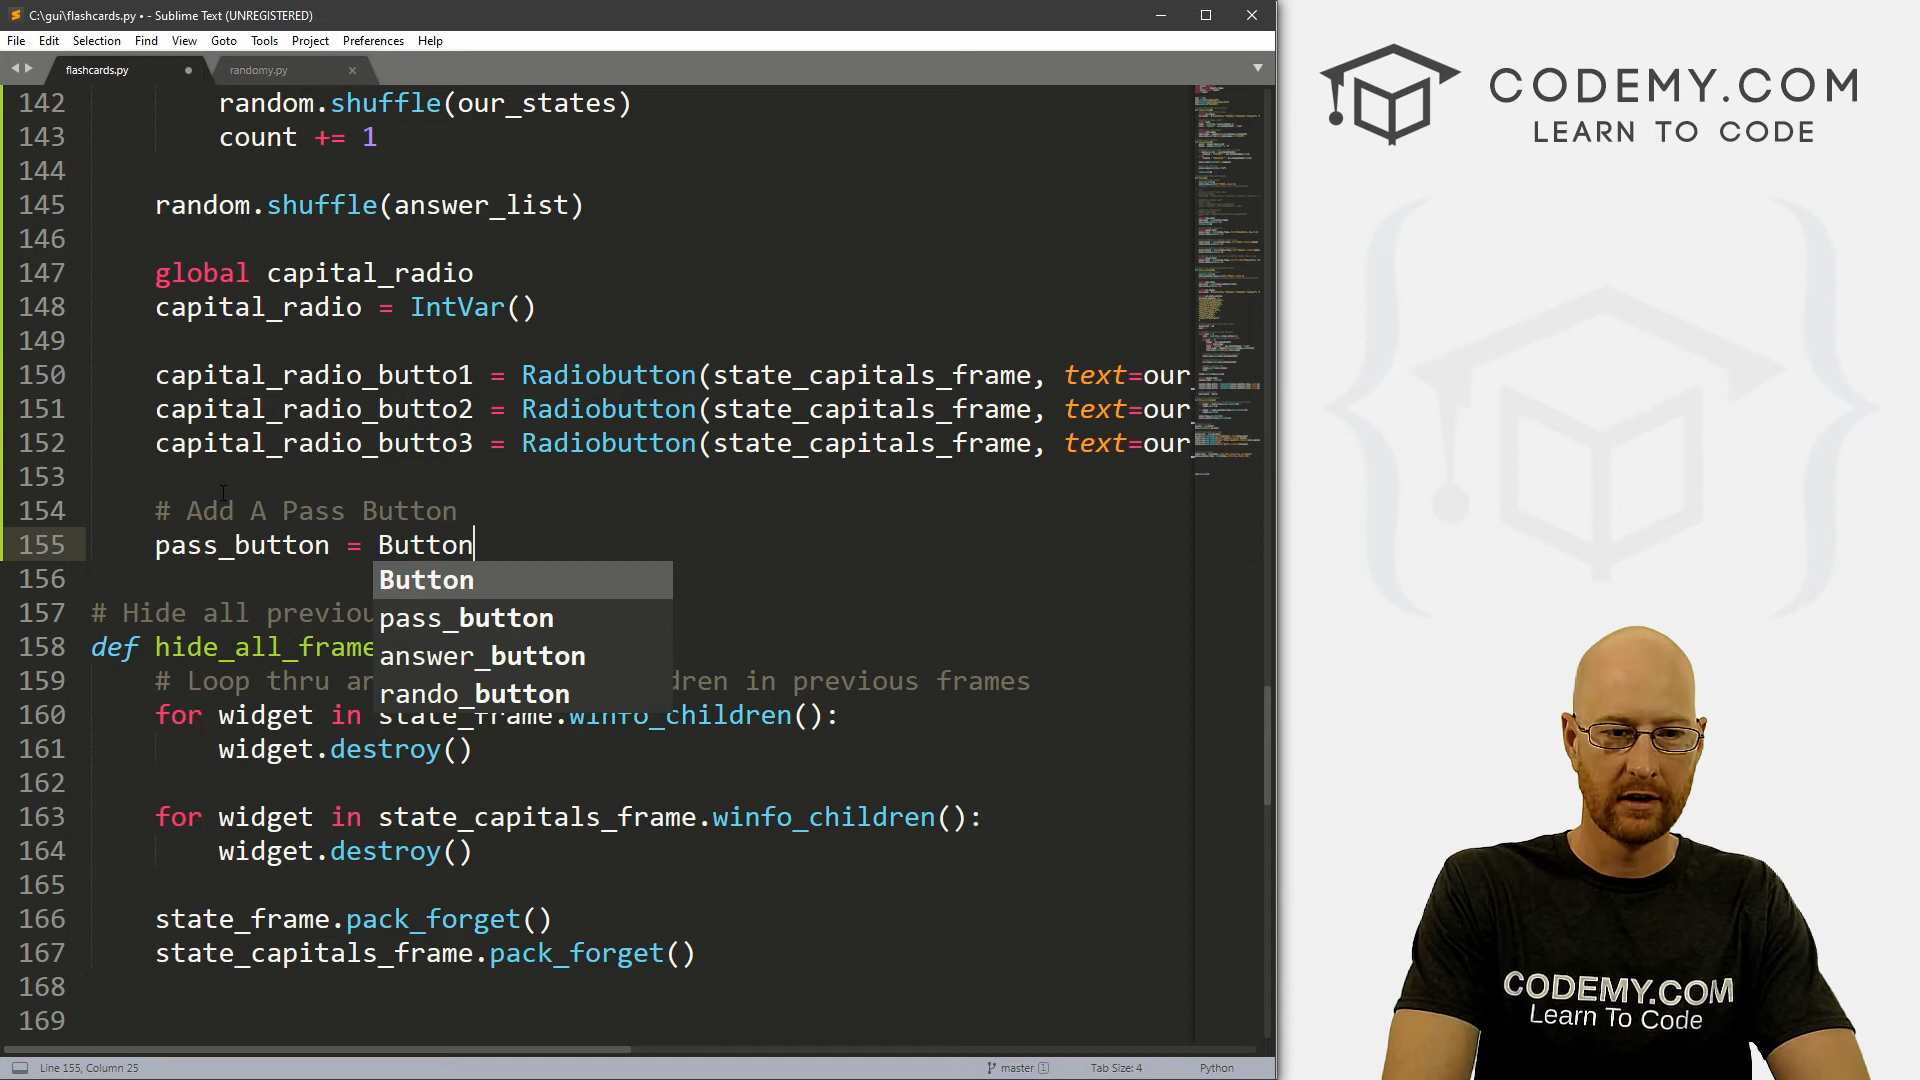 C:\gui\flashcards.py • - Sublime Text (UNREGISTERED)
File Edit Selection Find View Goto Tools Project Preferences Help
flashcards.py randomy.py
142 random.shuffle(our_states)
143 count += 1
144
145 random.shuffle(answer_list)
146
147 global capital_radio
148 capital_radio = IntVar()
149
150 capital_radio_butto1 = Radiobutton(state_capitals_frame, text=our
151 capital_radio_butto2 = Radiobutton(state_capitals_frame, text=our
152 capital_radio_butto3 = Radiobutton(state_capitals_frame, text=our
153
154 # Add A Pass Button
155 pass_button = Button
Button
156
157 # Hide all previou
pass_button
158 def hide_all_frame
answer_button
159 # Loop thru an dren in previous frames
rando_button
160 for widget in state_frame.winfo_children():
161 widget.destroy()
162
163 for widget in state_capitals_frame.winfo_children():
164 widget.destroy()
165
166 state_frame.pack_forget()
167 state_capitals_frame.pack_forget()
168
169
Line 155, Column 25 master 1 Tab Size: 4 Python
CODEMY.COM
LEARN TO CODE
CODEMY.COM
Learn To Code